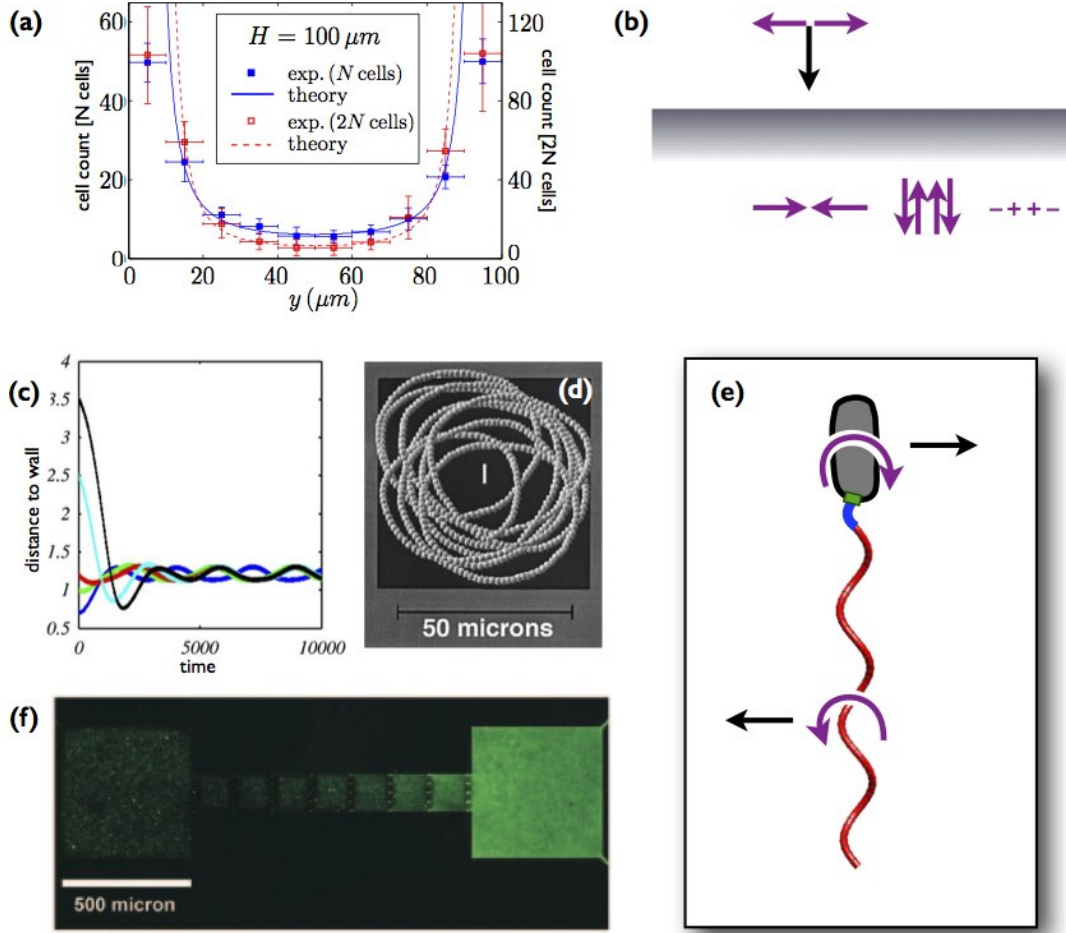 (a)
60
40
20
0
cell count [N cells]
H = 100 μm
exp. (N cells)
theory
exp. (2N cells)
theory
120
80
40
0
cell count [2N cells]
0 20 40 60 80 100
y (μm)
(b)
−++−
(c)
4
3.5
3
2.5
2
1.5
1
0.5
distance to wall
0 5000 10000
time
(d)
50 microns
(e)
(f)
500 micron